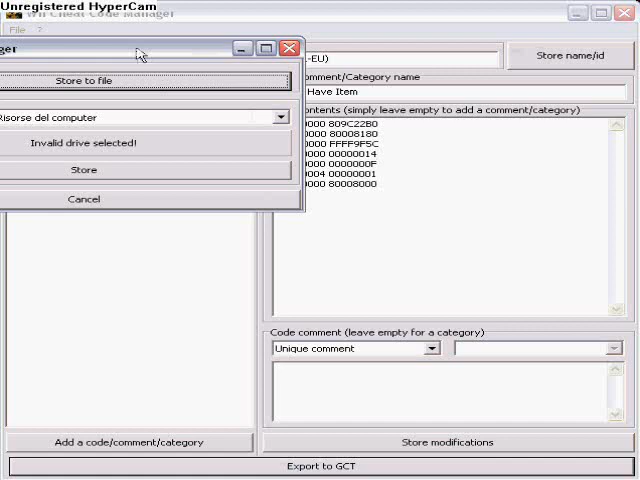 Unregistered HyperCam
Wii Cheat Code Manager
File ?
ger
-EU)
Store name/id
Store to file
omment/Category name
Have Item
Risorse del computer
ontents (simply leave empty to add a comment/category)
0000 809C22B0
0000 80008180
0000 FFFF9F5C
0000 00000014
0000 0000000F
0004 00000001
0000 80008000
Invalid drive selected!
Store
Cancel
Code comment (leave empty for a category)
Unique comment
Add a code/comment/category
Store modifications
Export to GCT